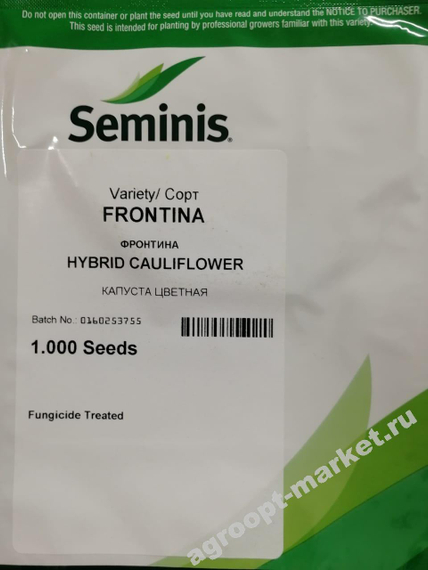 Do not open this container or plant the seed until you have read and understand the NOTICE TO PURCHASER
This seed is intended for planting by professional growers familiar with this variety.
Seminis®
Variety/ Сорт
FRONTINA
ФРОНТИНА
HYBRID CAULIFLOWER
КАПУСТА ЦВЕТНАЯ
Batch No.: 0160253755
1.000 Seeds
Fungicide Treated
agroopt-market.ru